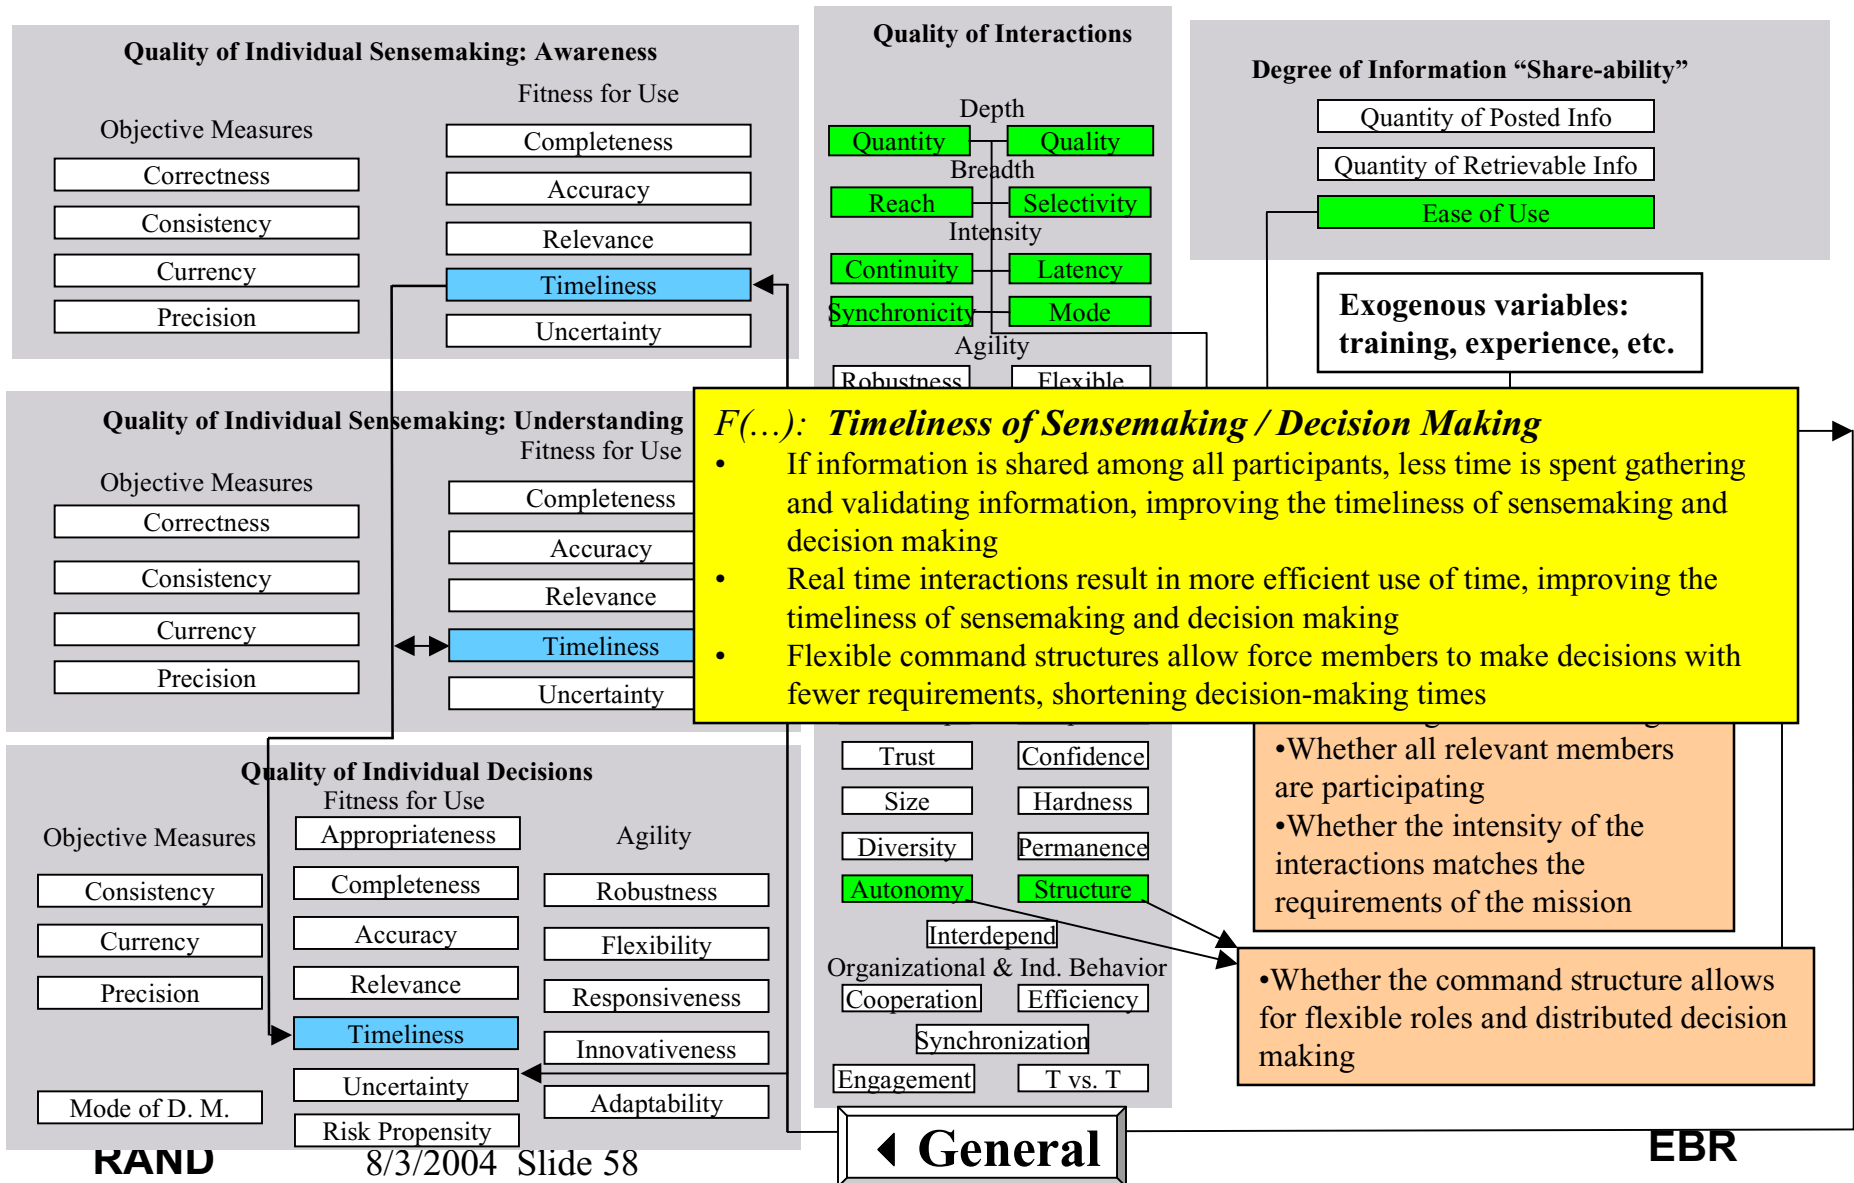 Quality of Individual Sensemaking: Awareness
Fitness for Use
Objective Measures
Correctness
Consistency
Currency
Precision
Completeness
Accuracy
Relevance
Timeliness
Uncertainty
Quality of Individual Sensemaking: Understanding
Fitness for Use
Objective Measures
Correctness
Consistency
Currency
Precision
Completeness
Accuracy
Relevance
Timeliness
Uncertainty
Quality of Individual Decisions
Fitness for Use
Objective Measures
Consistency
Currency
Precision
Mode of D. M.
Appropriateness
Completeness
Accuracy
Relevance
Timeliness
Uncertainty
Risk Propensity
Agility
Robustness
Flexibility
Responsiveness
Innovativeness
Adaptability
Quality of Interactions
Depth
Quantity Quality
Breadth
Reach Selectivity
Intensity
Continuity Latency
Synchronicity Mode
Agility
Robustness Flexible
Trust Confidence
Size Hardness
Diversity Permanence
Autonomy Structure
Interdepend
Organizational & Ind. Behavior
Cooperation Efficiency
Synchronization
Engagement T vs. T
Degree of Information “Share-ability”
Quantity of Posted Info
Quantity of Retrievable Info
Ease of Use
Exogenous variables:
training, experience, etc.
F(…): Timeliness of Sensemaking / Decision Making
• If information is shared among all participants, less time is spent gathering
and validating information, improving the timeliness of sensemaking and
decision making
• Real time interactions result in more efficient use of time, improving the
timeliness of sensemaking and decision making
• Flexible command structures allow force members to make decisions with
fewer requirements, shortening decision-making times
•Whether all relevant members
are participating
•Whether the intensity of the
interactions matches the
requirements of the mission
•Whether the command structure allows
for flexible roles and distributed decision
making
General
RAND
8/3/2004 Slide 58
EBR